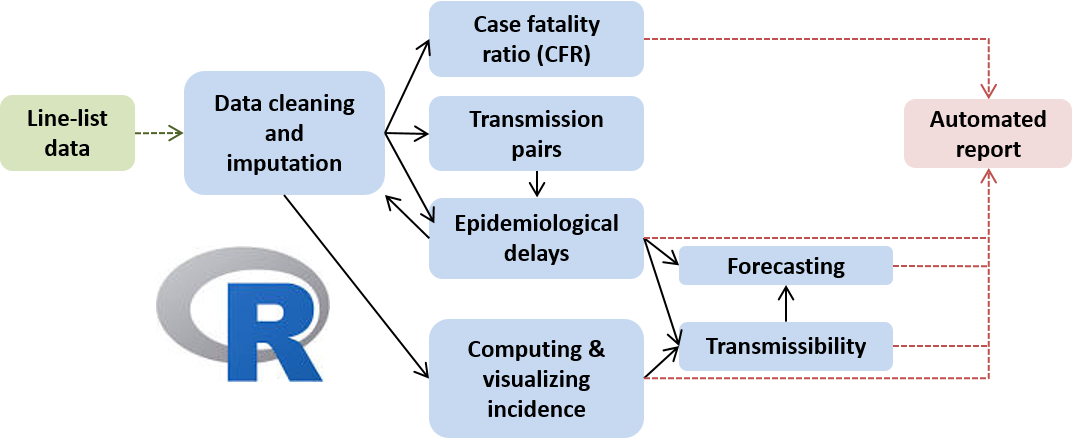 Case fatality
ratio (CFR)
Line-list
data
Data cleaning
and
imputation
Transmission
pairs
Automated
report
Epidemiological
delays
Forecasting
Transmissibility
Computing &
visualizing
incidence
R